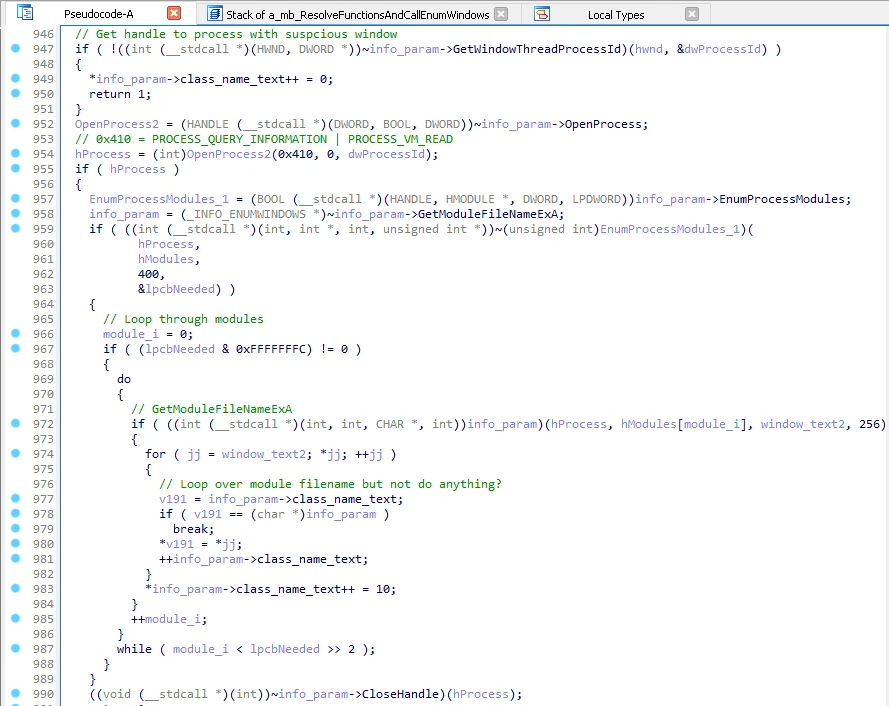 Pseudocode-A Stack of a_mb_ResolveFunctionsAndCallEnumWindows Local Types
946 // Get handle to process with suspcious window
947 if ( !((int (__stdcall *)(HWND, DWORD *))~info_param->GetWindowThreadProcessId)(hwnd, &dwProcessId) )
948 {
949 *info_param->class_name_text++ = 0;
950 return 1;
951 }
952 OpenProcess2 = (HANDLE (__stdcall *)(DWORD, BOOL, DWORD))~info_param->OpenProcess;
953 // 0x410 = PROCESS_QUERY_INFORMATION | PROCESS_VM_READ
954 hProcess = (int)OpenProcess2(0x410, 0, dwProcessId);
955 if ( hProcess )
956 {
957 EnumProcessModules_1 = (BOOL (__stdcall *)(HANDLE, HMODULE *, DWORD, LPDWORD))info_param->EnumProcessModules;
958 info_param = (_INFO_ENUMWINDOWS *)~info_param->GetModuleFileNameExA;
959 if ( ((int (__stdcall *)(int, int *, int, unsigned int *))~(unsigned int)EnumProcessModules_1)(
960 hProcess,
961 hModules,
962 400,
963 &lpcbNeeded) )
964 {
965 // Loop through modules
966 module_i = 0;
967 if ( (lpcbNeeded & 0xFFFFFFFC) != 0 )
968 {
969 do
970 {
971 // GetModuleFileNameExA
972 if ( ((int (__stdcall *)(int, int, CHAR *, int))info_param)(hProcess, hModules[module_i], window_text2, 256)
973 {
974 for ( jj = window_text2; *jj; ++jj )
975 {
976 // Loop over module filename but not do anything?
977 v191 = info_param->class_name_text;
978 if ( v191 == (char *)info_param )
979 break;
980 *v191 = *jj;
981 ++info_param->class_name_text;
982 }
983 *info_param->class_name_text++ = 10;
984 }
985 ++module_i;
986 }
987 while ( module_i < lpcbNeeded >> 2 );
988 }
989 }
990 ((void (__stdcall *)(int))~info_param->CloseHandle)(hProcess);